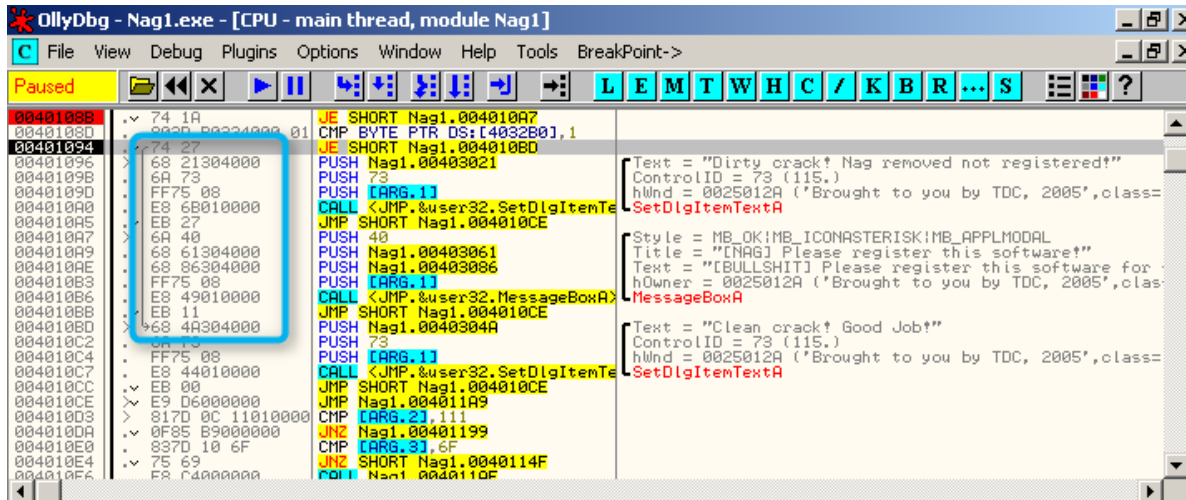 OllyDbg - Nag1.exe - [CPU - main thread, module Nag1]
C File View Debug Plugins Options Window Help Tools BreakPoint->
Paused L E M T W H C / K B R ... S ?
0040108B .v 74 1A JE SHORT Nag1.004010A7
0040108D . 803D B0324000 01 CMP BYTE PTR DS:[4032B0],1
00401094 .v 74 27 JE SHORT Nag1.004010BD
00401096 > 68 21304000 PUSH Nag1.00403021 Text = "Dirty crack! Nag removed not registered!"
0040109B . 6A 73 PUSH 73 ControlID = 73 (115.)
0040109D . FF75 08 PUSH [ARG.1] hWnd = 0025012A ('Brought to you by TDC, 2005',class=
004010A0 . E8 6B010000 CALL <JMP.&user32.SetDlgItemTe SetDlgItemTextA
004010A5 . EB 27 JMP SHORT Nag1.004010CE
004010A7 > 6A 40 PUSH 40 Style = MB_OK|MB_ICONASTERISK|MB_APPLMODAL
004010A9 . 68 61304000 PUSH Nag1.00403061 Title = "[NAG] Please register this software!"
004010AE . 68 86304000 PUSH Nag1.00403086 Text = "[BULLSHIT] Please register this software for
004010B3 . FF75 08 PUSH [ARG.1] hOwner = 0025012A ('Brought to you by TDC, 2005',clas
004010B6 . E8 49010000 CALL <JMP.&user32.MessageBoxA> MessageBoxA
004010BB . EB 11 JMP SHORT Nag1.004010CE
004010BD > 68 4A304000 PUSH Nag1.0040304A Text = "Clean crack! Good Job!"
004010C2 . 6A 73 PUSH 73 ControlID = 73 (115.)
004010C4 . FF75 08 PUSH [ARG.1] hWnd = 0025012A ('Brought to you by TDC, 2005',class=
004010C7 . E8 44010000 CALL <JMP.&user32.SetDlgItemTe SetDlgItemTextA
004010CC .v EB 00 JMP SHORT Nag1.004010CE
004010CE >v E9 D6000000 JMP Nag1.004011A9
004010D3 > 817D 0C 11010000 CMP [ARG.2],111
004010DA .v 0F85 B9000000 JNZ Nag1.00401199
004010E0 . 837D 10 6F CMP [ARG.3],6F
004010E4 .v 75 69 JNZ SHORT Nag1.0040114F
004010E6 . E8 C4000000 CALL Nag1.004011AF